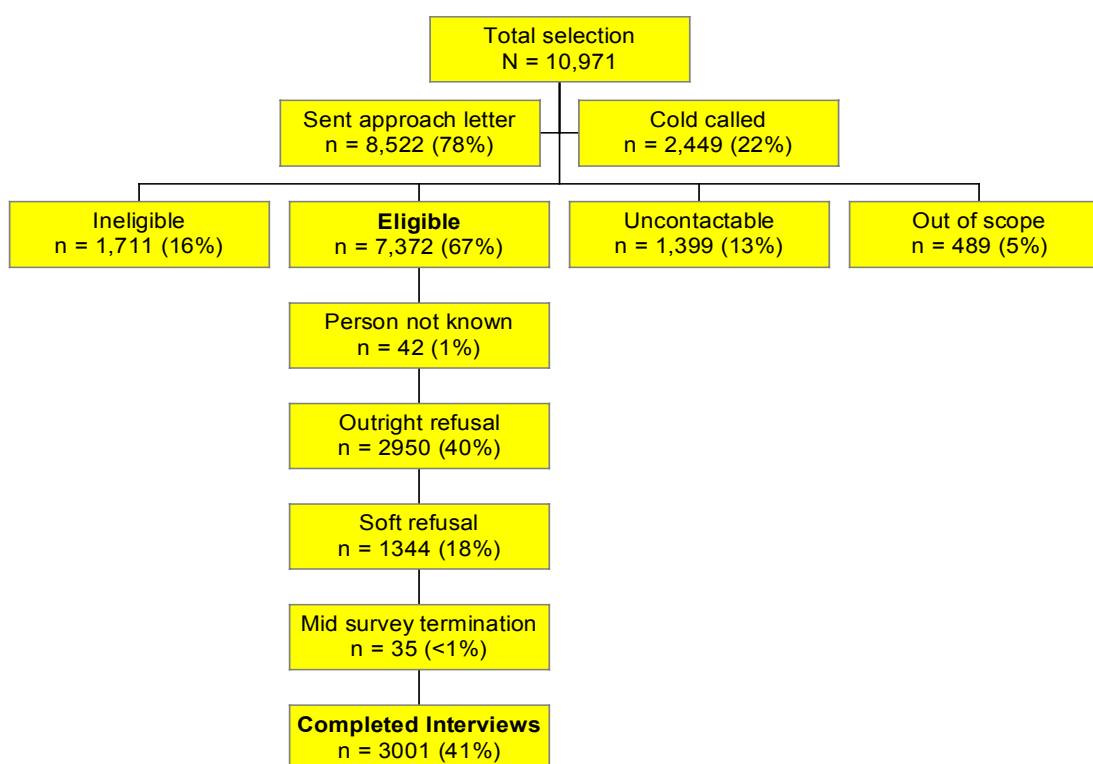 Total selection
N = 10,971
Sent approach letter
n = 8,522 (78%)
Cold called
n = 2,449 (22%)
Ineligible
n = 1,711 (16%)
Eligible
n = 7,372 (67%)
Uncontactable
n = 1,399 (13%)
Out of scope
n = 489 (5%)
Person not known
n = 42 (1%)
Outright refusal
n = 2950 (40%)
Soft refusal
n = 1344 (18%)
Mid survey termination
n = 35 (<1%)
Completed Interviews
n = 3001 (41%)